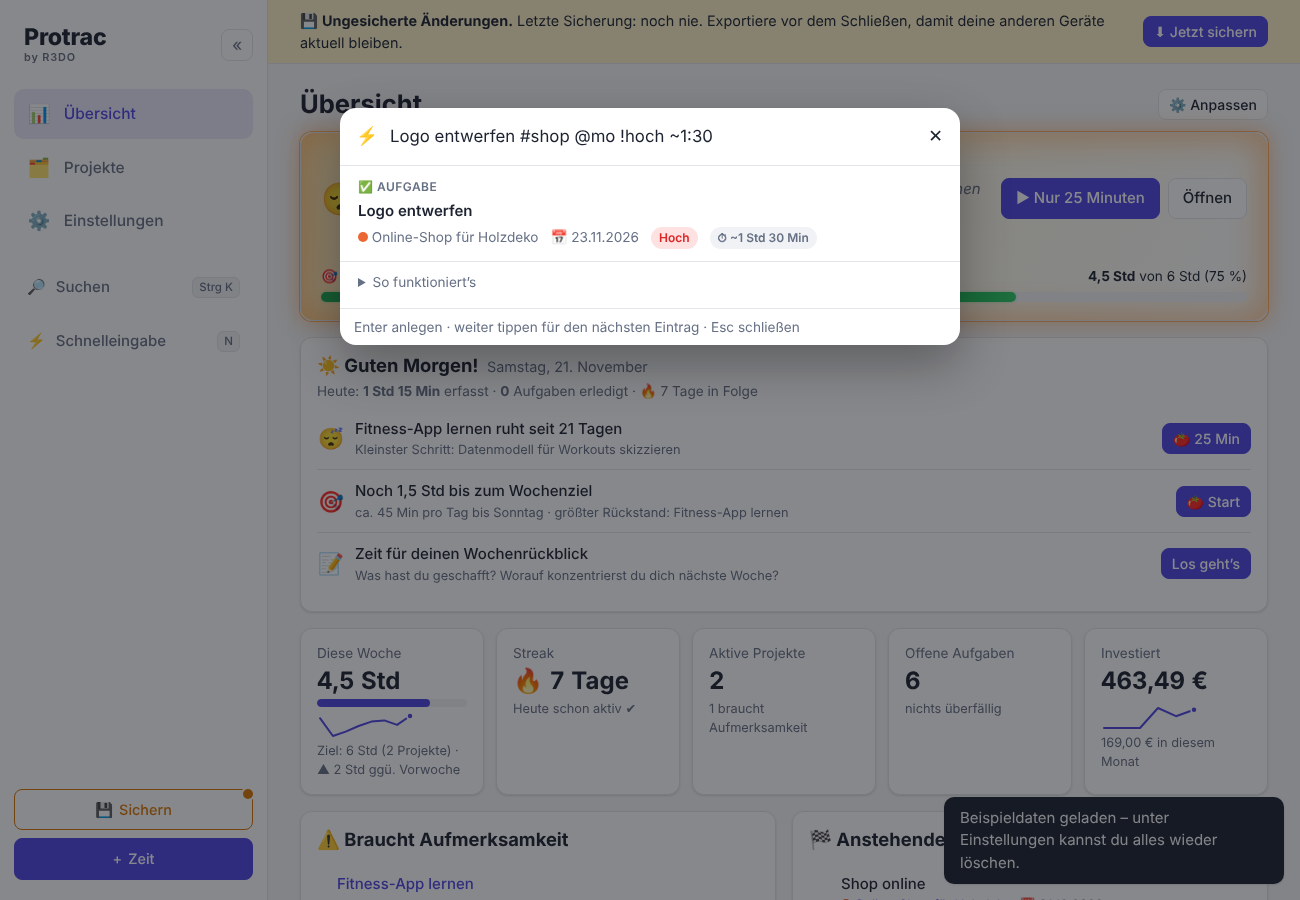 Protrac
by R3DO
«
Übersicht
Projekte
Einstellungen
Suchen Strg K
Schnelleingabe N
Sichern
+ Zeit
Ungesicherte Änderungen. Letzte Sicherung: noch nie. Exportiere vor dem Schließen, damit deine anderen Geräte
aktuell bleiben.
Jetzt sichern
Übersicht
Anpassen
Logo entwerfen #shop @mo !hoch ~1:30
AUFGABE
Logo entwerfen
Online-Shop für Holzdeko 23.11.2026 Hoch ~1 Std 30 Min
So funktioniert’s
Enter anlegen · weiter tippen für den nächsten Eintrag · Esc schließen
Nur 25 Minuten
Öffnen
4,5 Std von 6 Std (75 %)
Guten Morgen! Samstag, 21. November
Heute: 1 Std 15 Min erfasst · 0 Aufgaben erledigt · 7 Tage in Folge
Fitness-App lernen ruht seit 21 Tagen
Kleinster Schritt: Datenmodell für Workouts skizzieren
25 Min
Noch 1,5 Std bis zum Wochenziel
ca. 45 Min pro Tag bis Sonntag · größter Rückstand: Fitness-App lernen
Start
Zeit für deinen Wochenrückblick
Was hast du geschafft? Worauf konzentrierst du dich nächste Woche?
Los geht’s
Diese Woche
4,5 Std
Ziel: 6 Std (2 Projekte) ·
▲ 2 Std ggü. Vorwoche
Streak
7 Tage
Heute schon aktiv ✔
Aktive Projekte
2
1 braucht
Aufmerksamkeit
Offene Aufgaben
6
nichts überfällig
Investiert
463,49 €
169,00 € in diesem
Monat
Braucht Aufmerksamkeit
Fitness-App lernen
Anstehende
Shop online
Beispieldaten geladen – unter
Einstellungen kannst du alles wieder
löschen.